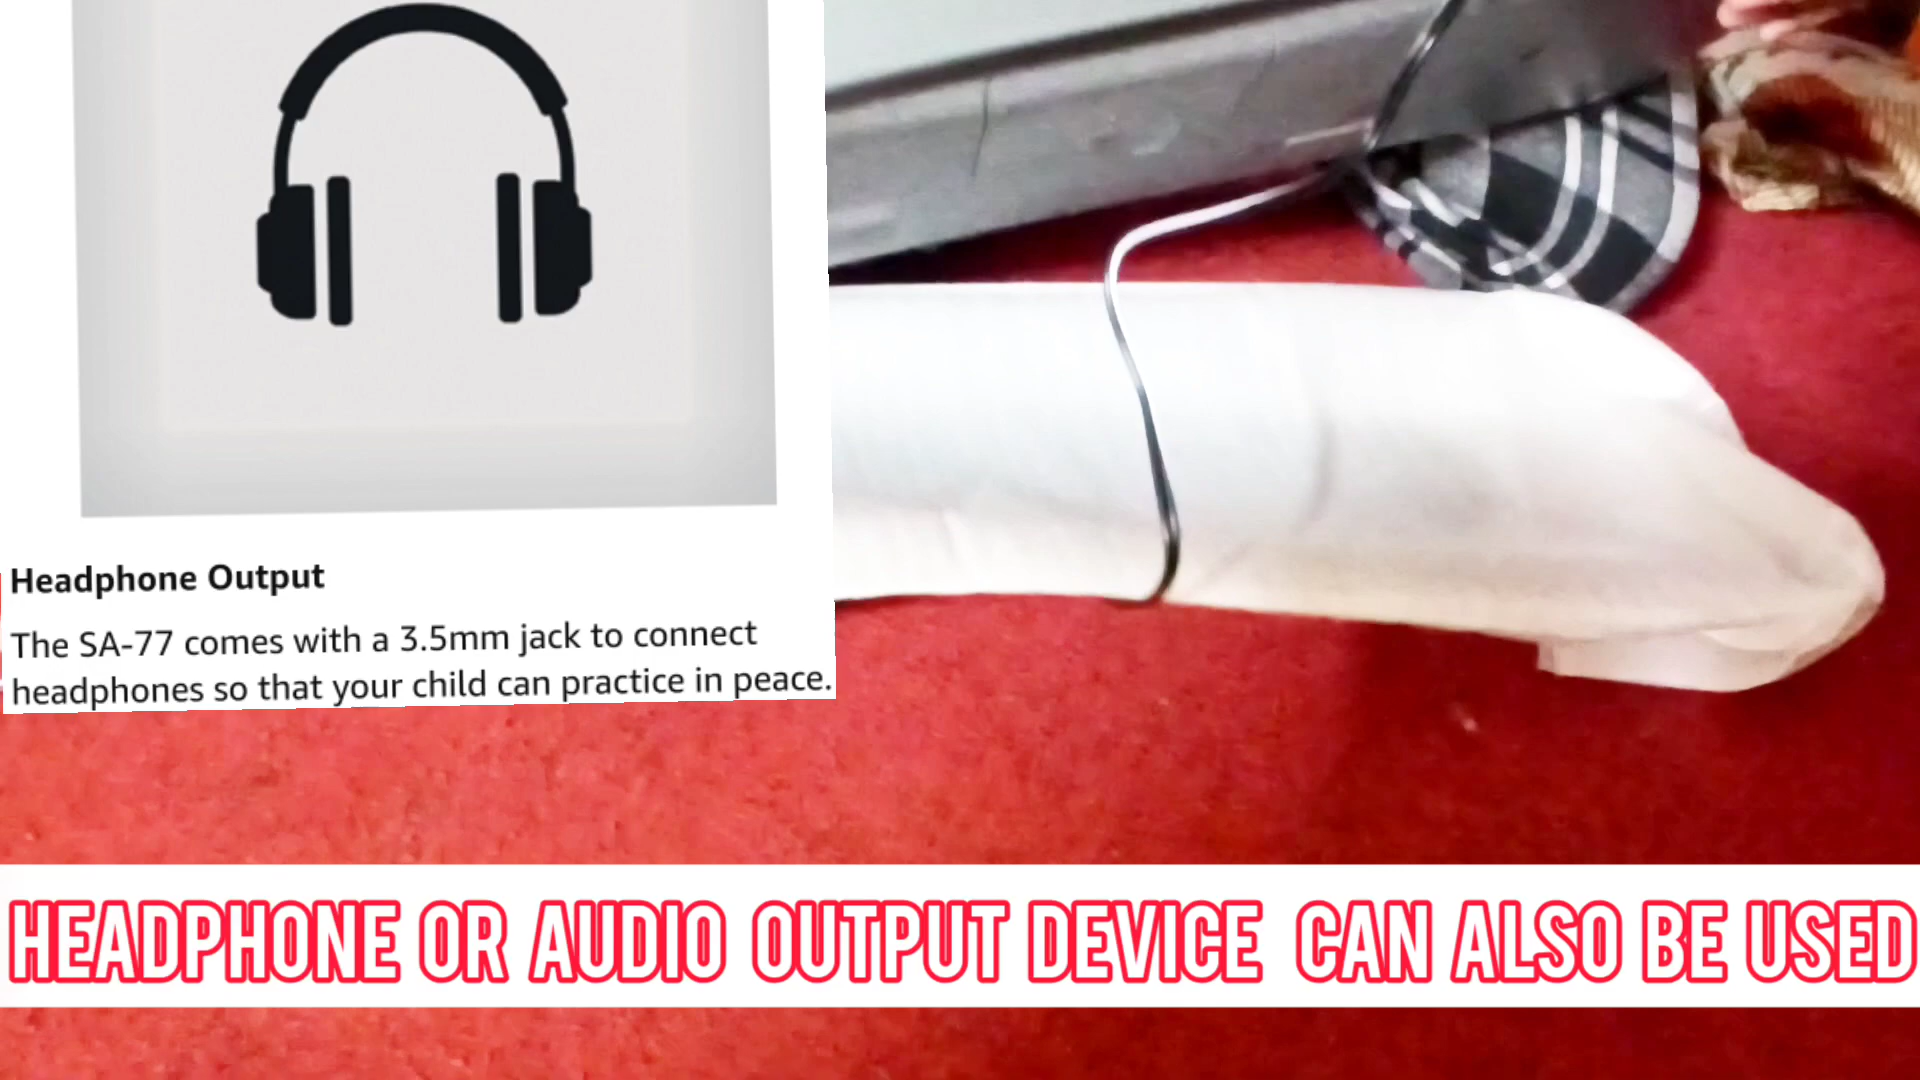 Headphone Output
The SA-77 comes with a 3.5mm jack to connect
headphones so that your child can practice in peace.
HEADPHONE OR AUDIO OUTPUT DEVICE CAN ALSO BE USED